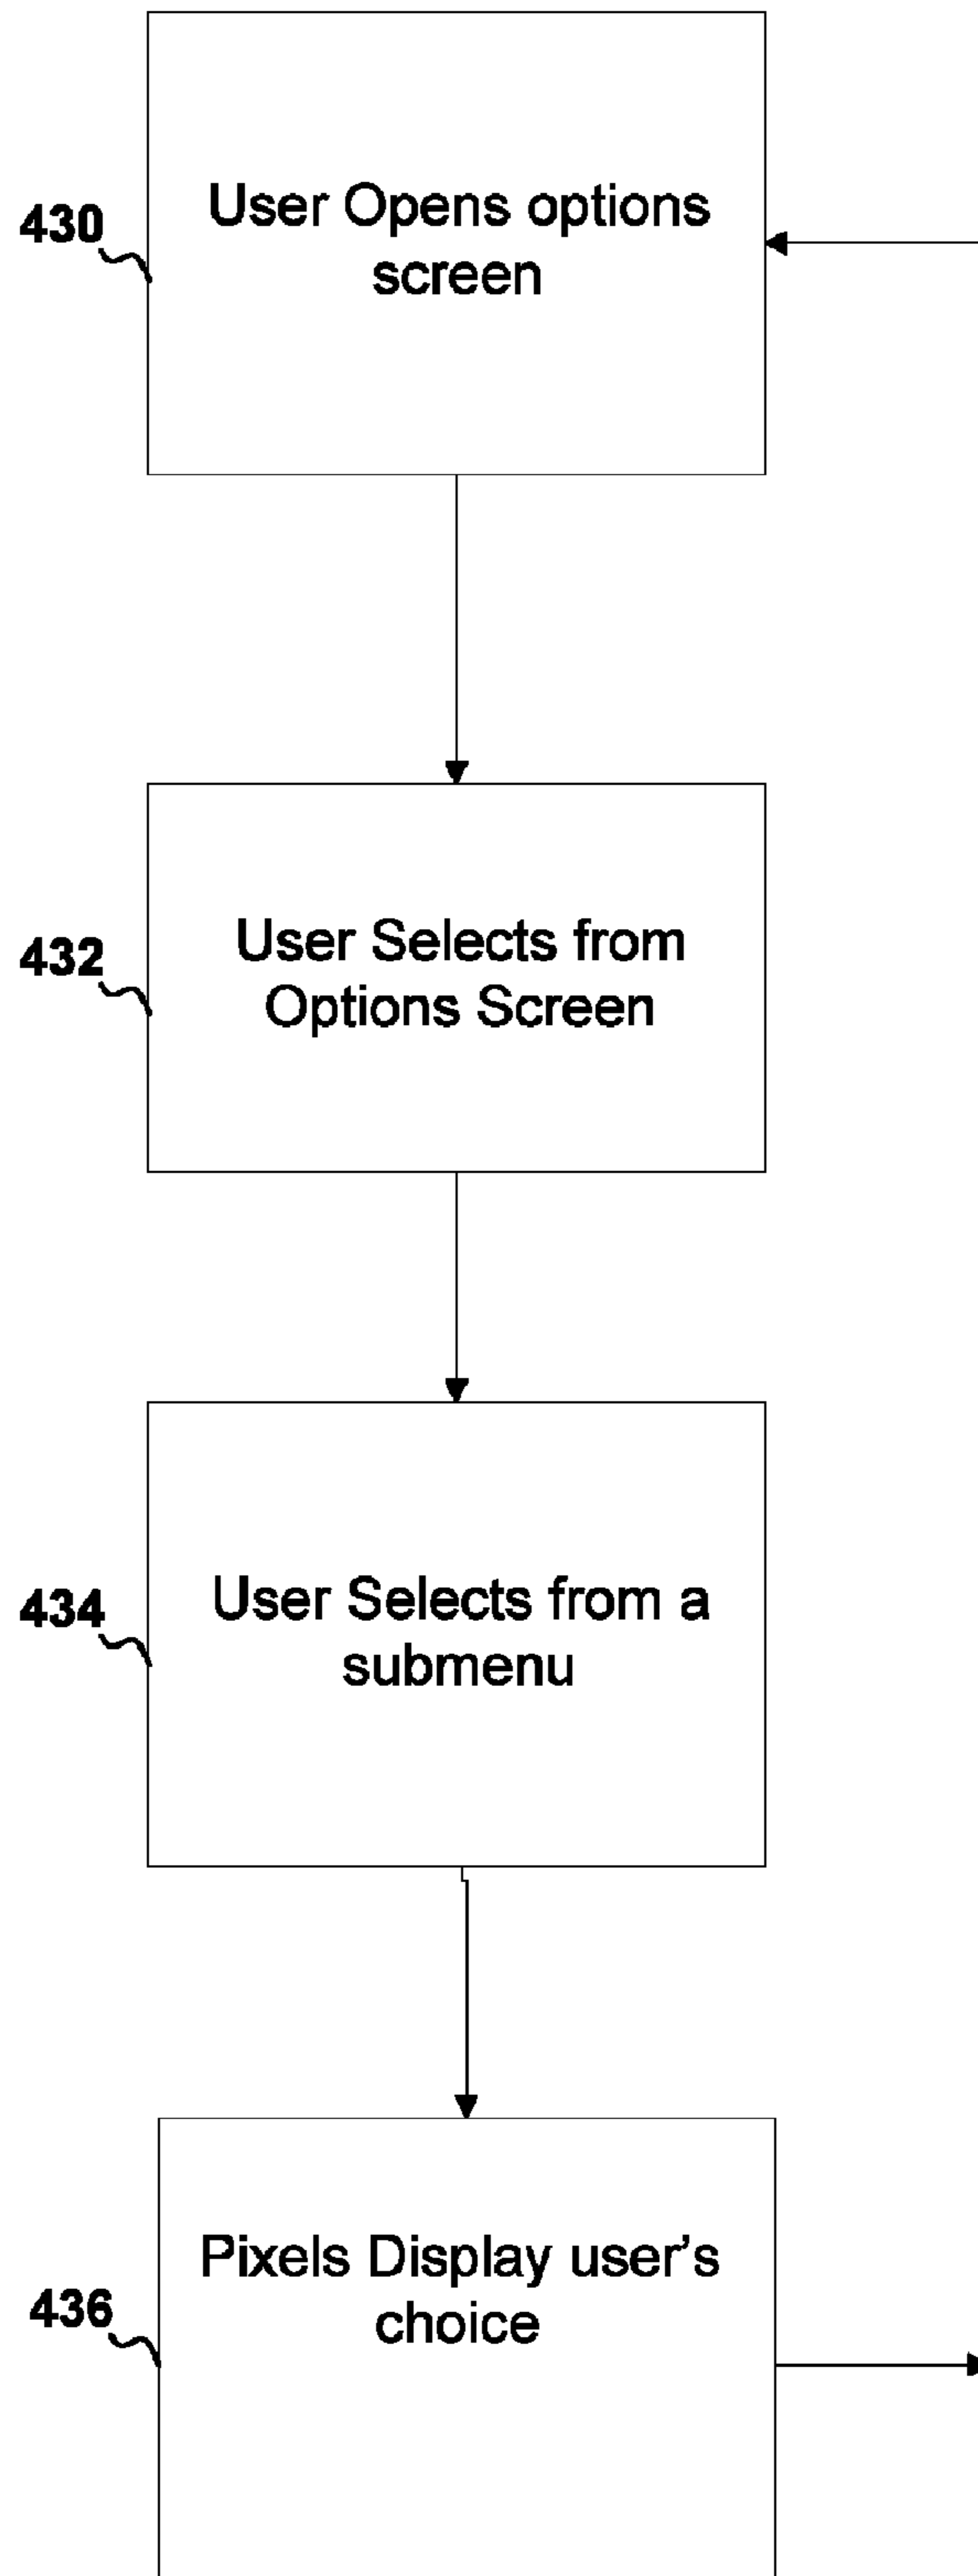 430
User Opens options
screen
432
User Selects from
Options Screen
434
User Selects from a
submenu
436
Pixels Display user's
choice